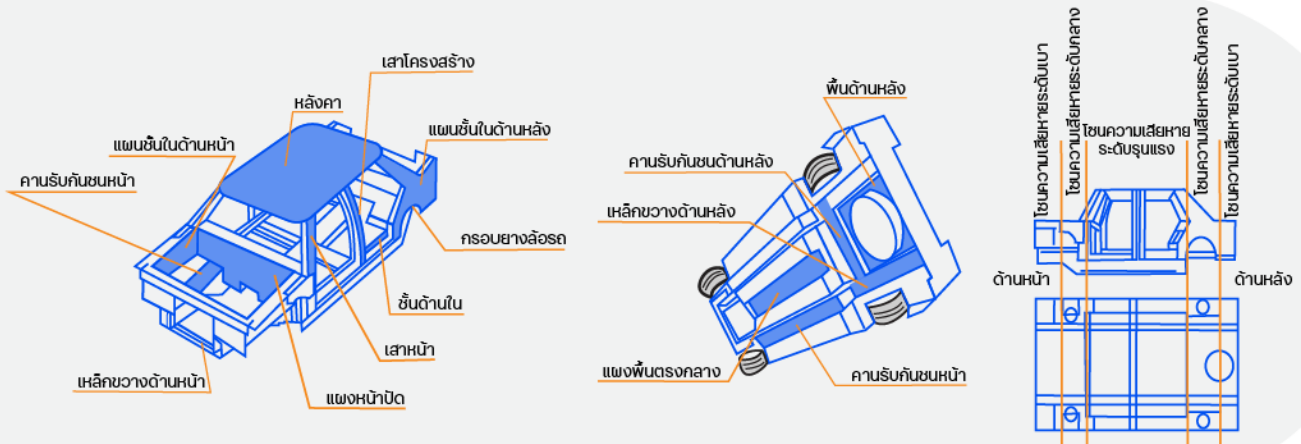 เสาโครงสร้าง
หลังคา
แผนชั้นในด้านหลัง
แผนชั้นในด้านหน้า
คานรับกันชนหน้า
กรอบยางล้อรถ
ชั้นด้านใน
เสาหน้า
เหล็กขวางด้านหน้า
แผงหน้าปัด
พื้นด้านหลัง
คานรับกันชนด้านหลัง
เหล็กขวางด้านหลัง
แผงพื้นตรงกลาง
คานรับกันชนหน้า
โซนความเสียหายระดับเบา
โซนความเสียหายระดับกลาง
โซนความเสียหาย
ระดับรุนแรง
โซนความเสียหายระดับกลาง
โซนความเสียหายระดับเบา
ด้านหน้า
ด้านหลัง